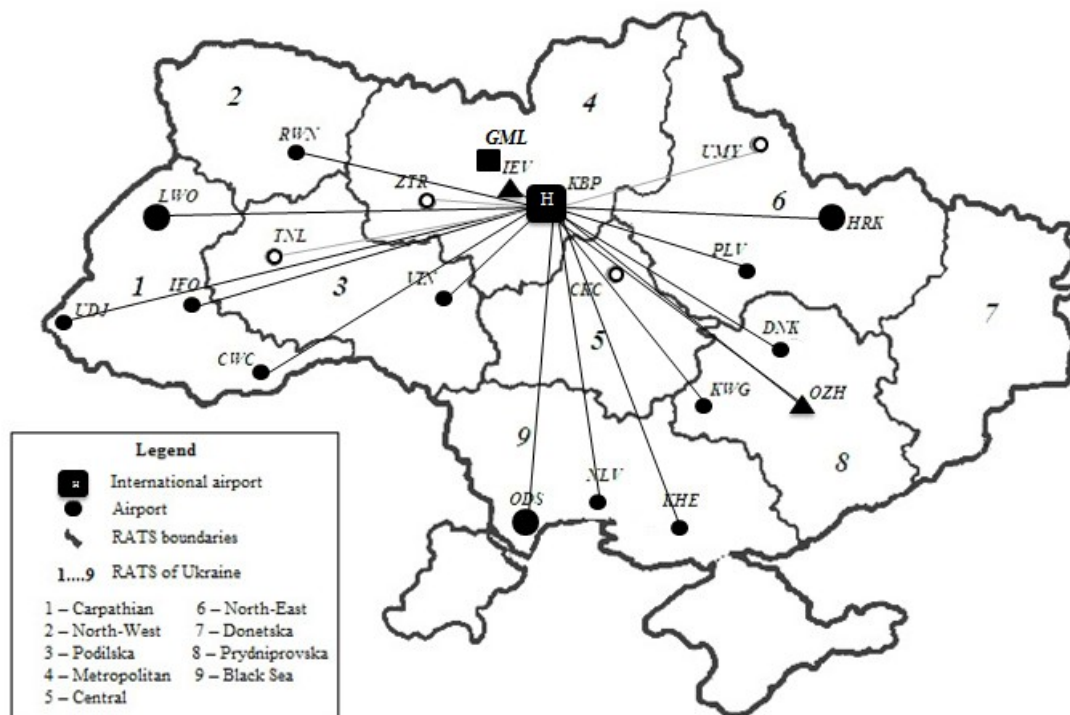 2
4
RWN
GML
IEV
UMY
ZTR
H
KBP
LWO
6
HRK
TNL
PLV
1
IFO
3
VIN
CKC
7
UDJ
5
DNK
CWC
KWG
OZH
9
8
NLV
ODS
KHE
Legend
H International airport
Airport
RATS boundaries
1....9 RATS of Ukraine
1 – Carpathian 6 – North-East
2 – North-West 7 – Donetska
3 – Podilska 8 – Prydniprovska
4 – Metropolitan 9 – Black Sea
5 – Central